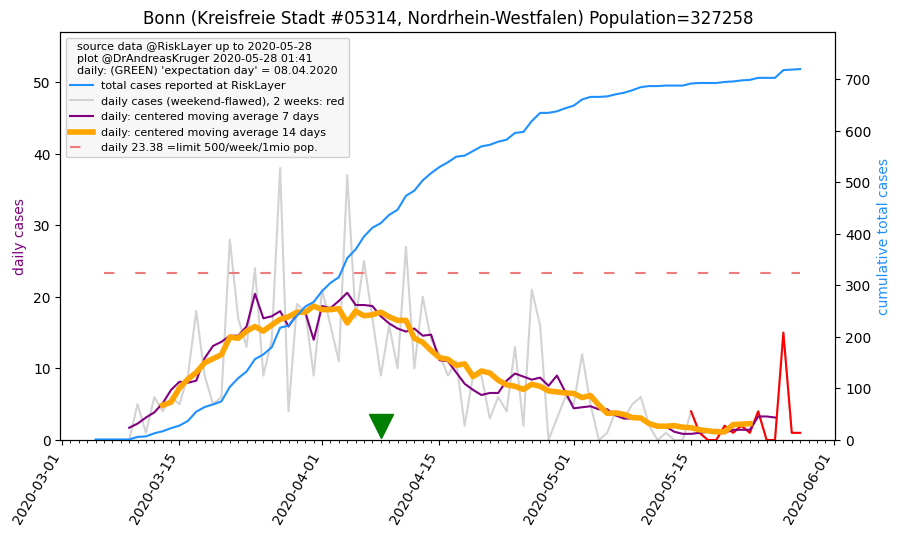 Bonn (Kreisfreie Stadt #05314, Nordrhein-Westfalen) Population=327258
source data @RiskLayer up to 2020-05-28
plot @DrAndreasKruger 2020-05-28 01:41
daily: (GREEN) 'expectation day' = 08.04.2020
total cases reported at RiskLayer
daily cases (weekend-flawed), 2 weeks: red
daily: centered moving average 7 days
daily: centered moving average 14 days
daily 23.38 =limit 500/week/1mio pop.
daily cases
50
40
30
20
10
0
700
600
500
400
300
200
100
0
cumulative total cases
2020-03-01
2020-03-15
2020-04-01
2020-04-15
2020-05-01
2020-05-15
2020-06-01